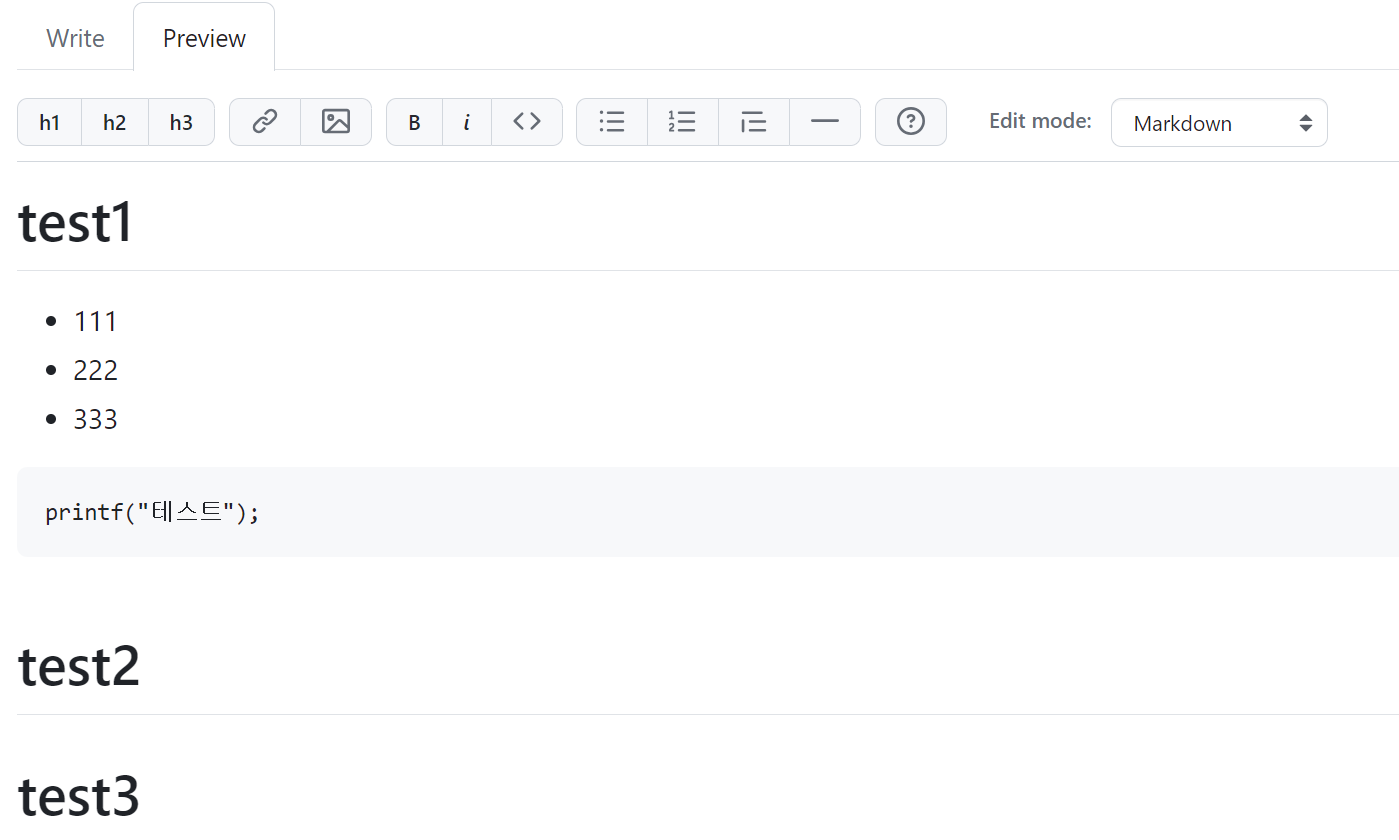 Write Preview
h1 h2 h3 B i Edit mode: Markdown
test1
111
222
333
printf("테스트");
test2
test3